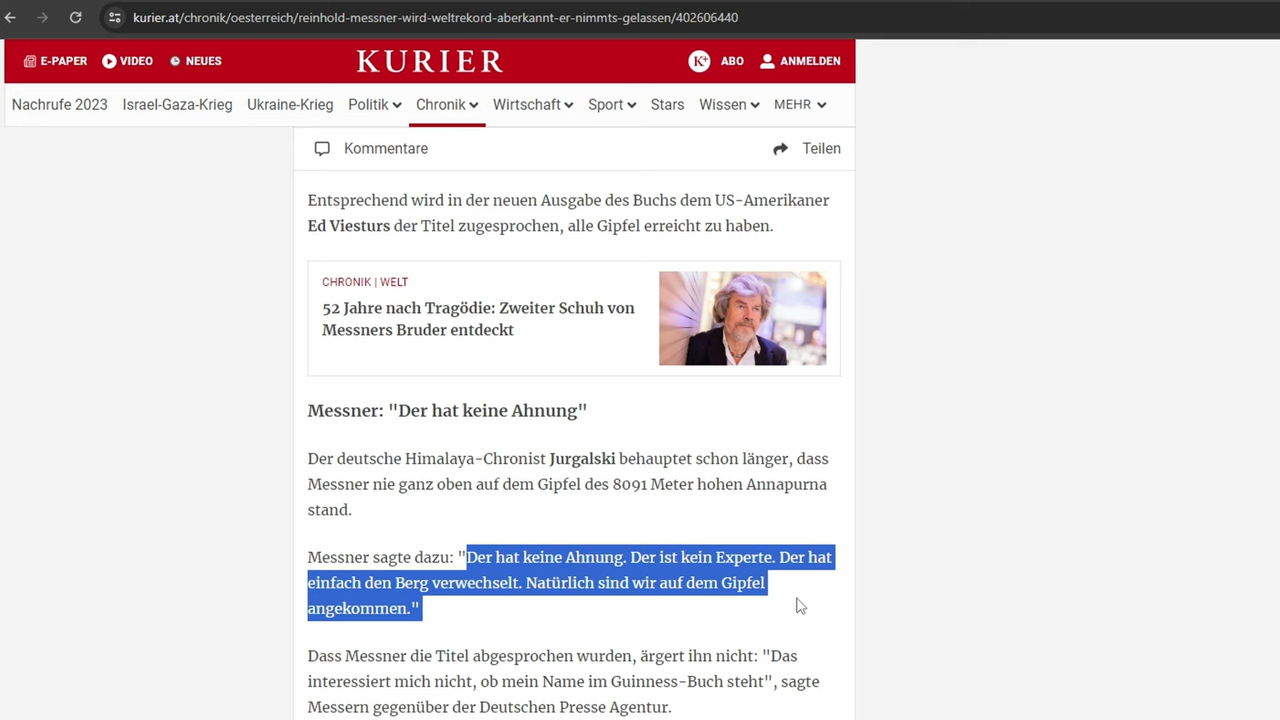 kurier.at/chronik/oesterreich/reinhold-messner-wird-weltrekord-aberkannt-er-nimmts-gelassen/402606440
E-PAPER VIDEO NEUES KURIER K+ ABO ANMELDEN
Nachrufe 2023 Israel-Gaza-Krieg Ukraine-Krieg Politik Chronik Wirtschaft Sport Stars Wissen MEHR
Kommentare Teilen
Entsprechend wird in der neuen Ausgabe des Buchs dem US-Amerikaner
Ed Viesturs der Titel zugesprochen, alle Gipfel erreicht zu haben.
CHRONIK | WELT
52 Jahre nach Tragödie: Zweiter Schuh von
Messners Bruder entdeckt
Messner: "Der hat keine Ahnung"
Der deutsche Himalaya-Chronist Jurgalski behauptet schon länger, dass
Messner nie ganz oben auf dem Gipfel des 8091 Meter hohen Annapurna
stand.
Messner sagte dazu: "Der hat keine Ahnung. Der ist kein Experte. Der hat
einfach den Berg verwechselt. Natürlich sind wir auf dem Gipfel
angekommen."
Dass Messner die Titel abgesprochen wurden, ärgert ihn nicht: "Das
interessiert mich nicht, ob mein Name im Guinness-Buch steht", sagte
Messern gegenüber der Deutschen Presse Agentur.